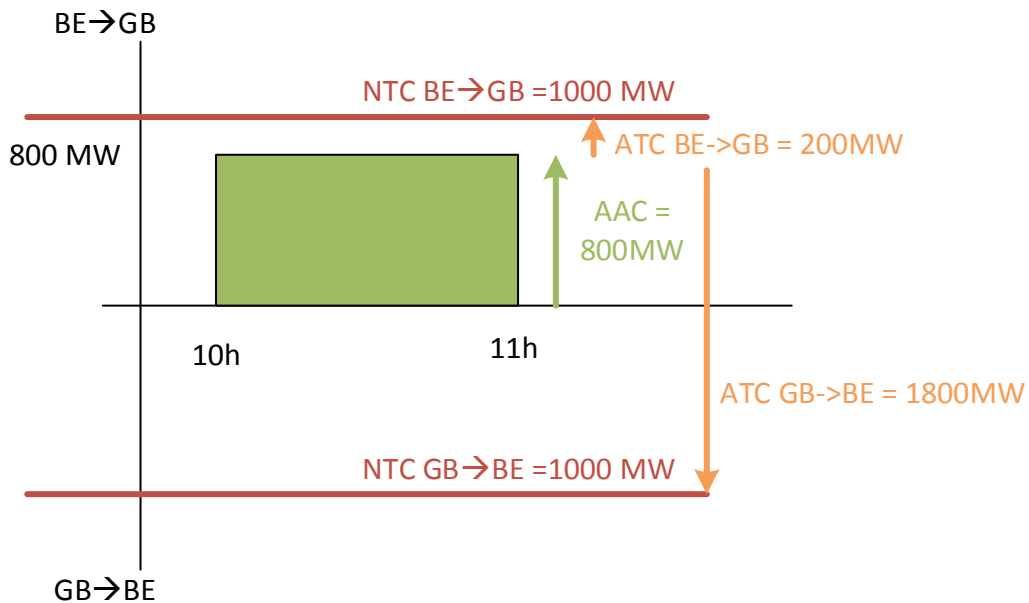 BE→GB
NTC BE→GB =1000 MW
800 MW
ATC BE->GB = 200MW
AAC =
800MW
10h
11h
ATC GB->BE = 1800MW
NTC GB→BE =1000 MW
GB→BE